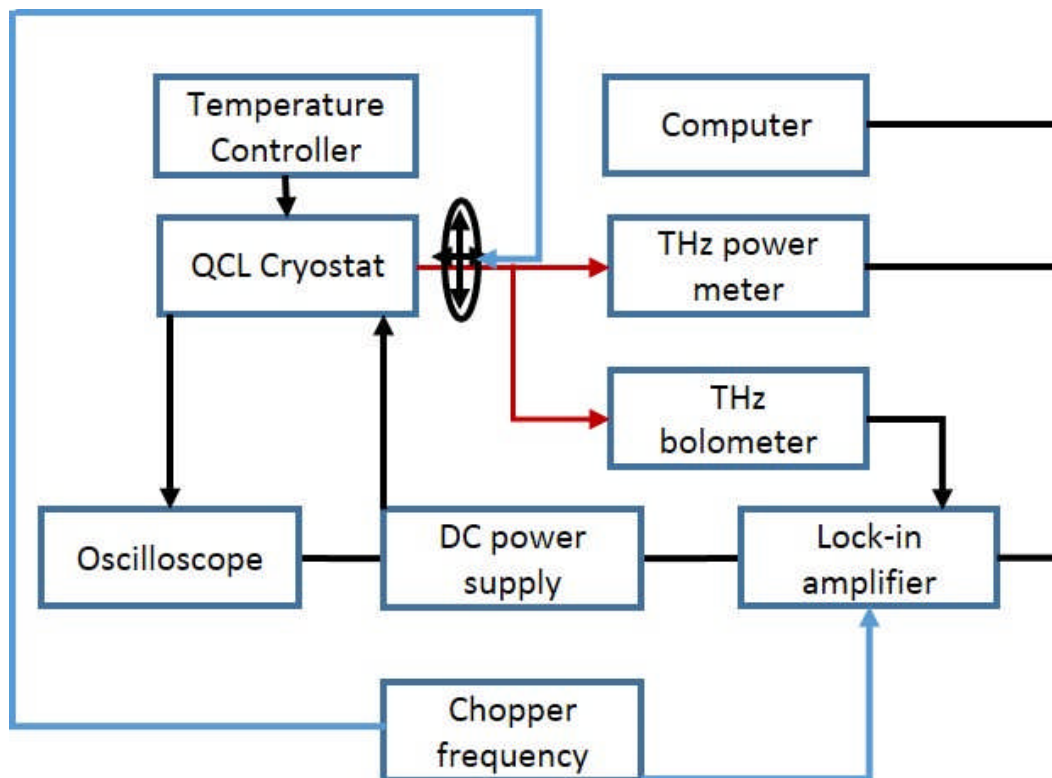 Temperature
Controller
Computer
QCL Cryostat
THz power
meter
THz
bolometer
Oscilloscope
DC power
supply
Lock-in
amplifier
Chopper
frequency